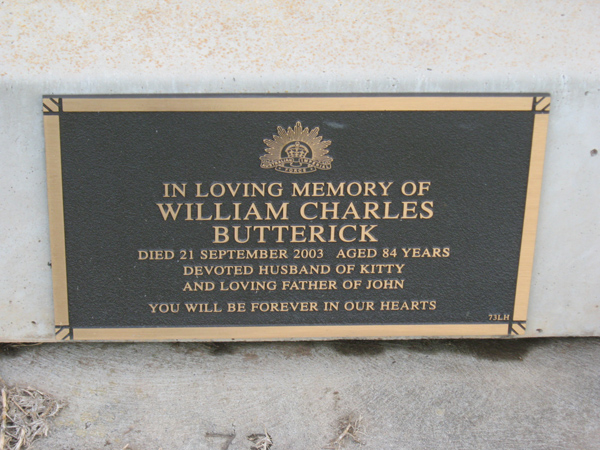 IN LOVING MEMORY OF
WILLIAM CHARLES
BUTTERICK
DIED 21 SEPTEMBER 2003 AGED 84 YEARS
DEVOTED HUSBAND OF KITTY
AND LOVING FATHER OF JOHN
YOU WILL BE FOREVER IN OUR HEARTS
73LH